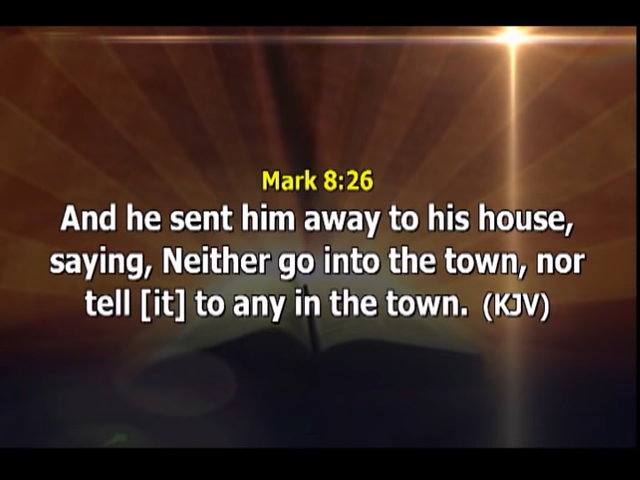 Mark 8:26
And he sent him away to his house,
saying, Neither go into the town, nor
tell [it] to any in the town. (KJV)